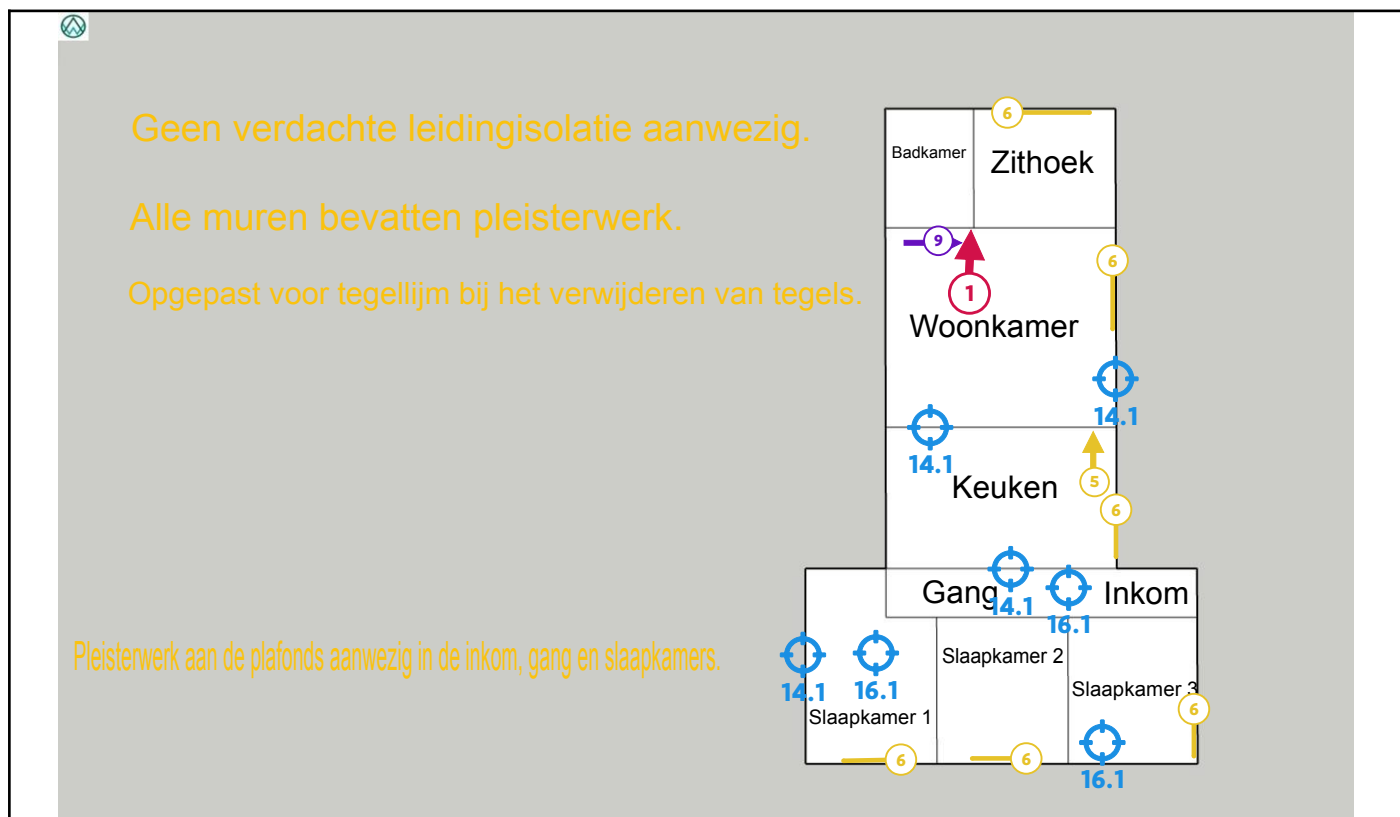 Geen verdachte leidingisolatie aanwezig.
Alle muren bevatten pleisterwerk.
Opgepast voor tegellijm bij het verwijderen van tegels.
Pleisterwerk aan de plafonds aanwezig in de inkom, gang en slaapkamers.
6
Badkamer
Zithoek
9
6
1
Woonkamer
14.1
14.1
5
Keuken
6
Gang
14.1
Inkom
16.1
14.1
16.1
Slaapkamer 1
Slaapkamer 2
Slaapkamer 3
6
6
6
16.1